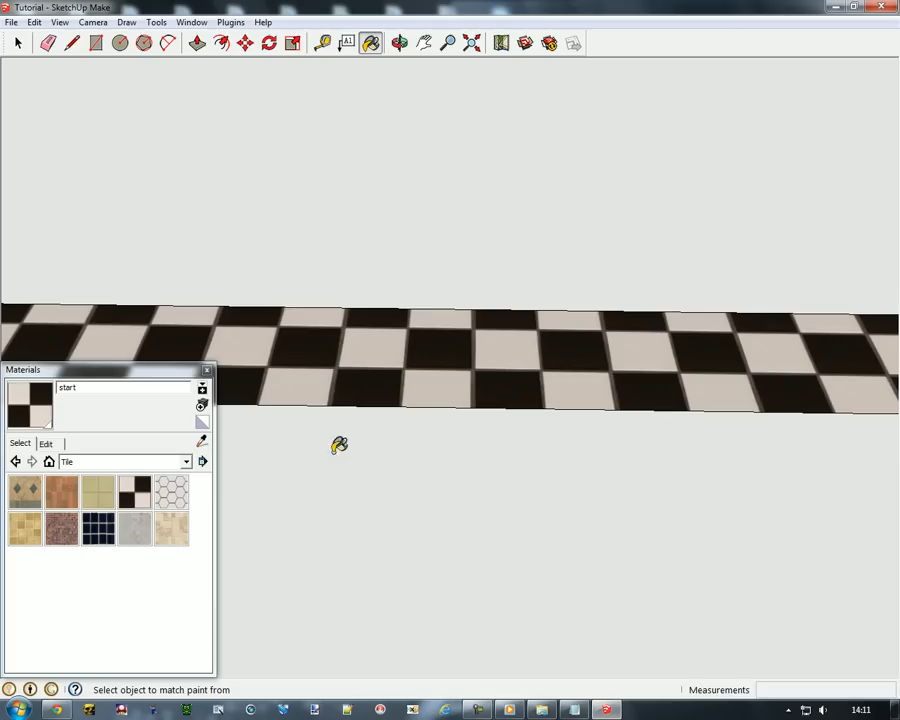 Tutorial - SketchUp Make
File Edit View Camera Draw Tools Window Plugins Help
A1
Materials
start
Select Edit
Tile
Select object to match paint from
Measurements
14:11